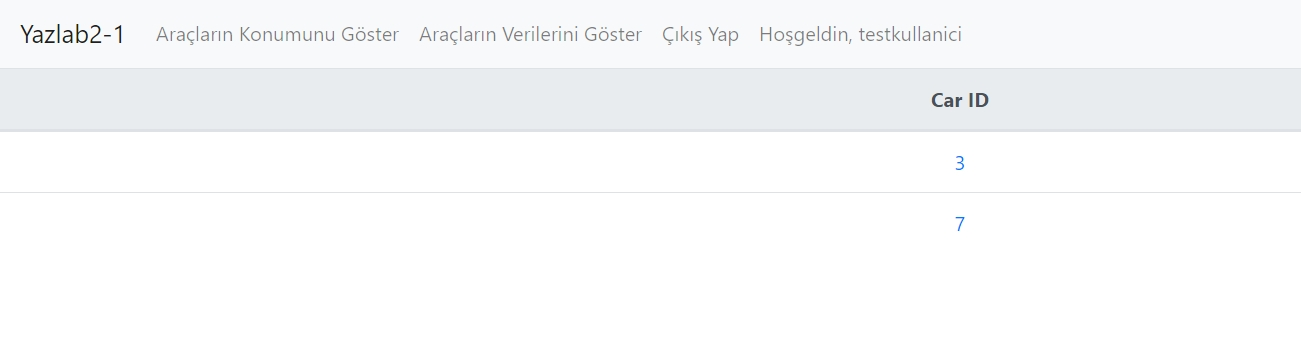 Yazlab2-1 Araçların Konumunu Göster Araçların Verilerini Göster Çıkış Yap Hoşgeldin, testkullanici
Car ID
3
7